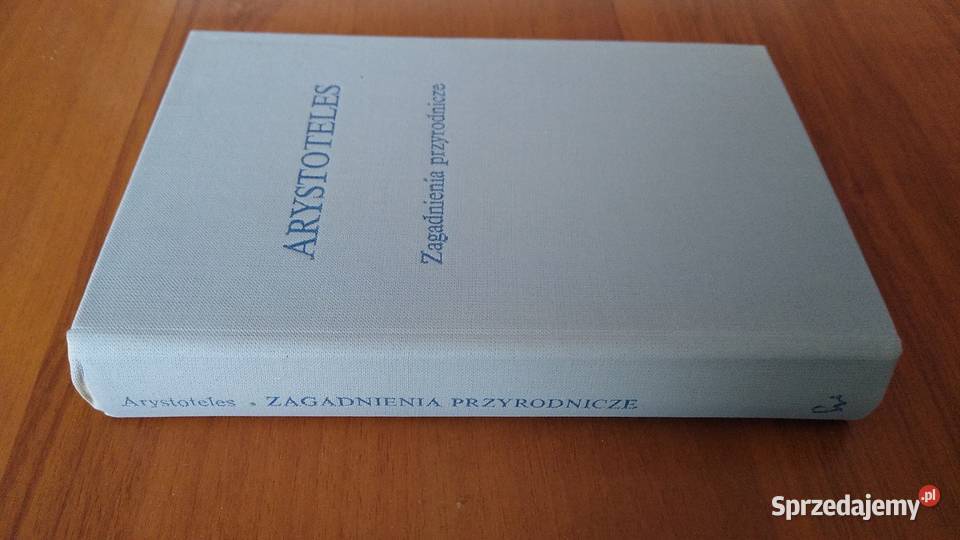 ARYSTOTELES
Zagadnienia przyrodnicze
Arystoteles . ZAGADNIENIA PRZYRODNICZE
Sprzedajemy.pl